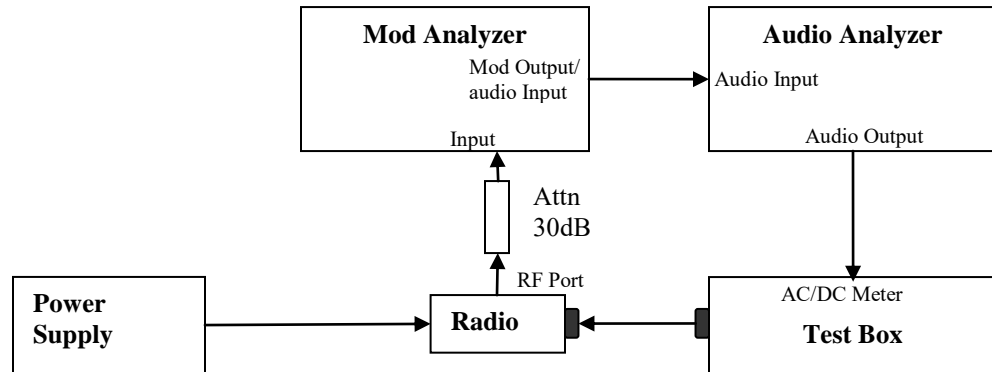 Mod Analyzer
Mod Output/
audio Input
Input
Audio Analyzer
Audio Input
Audio Output
Attn
30dB
RF Port
Power
Supply
Radio
AC/DC Meter
Test Box